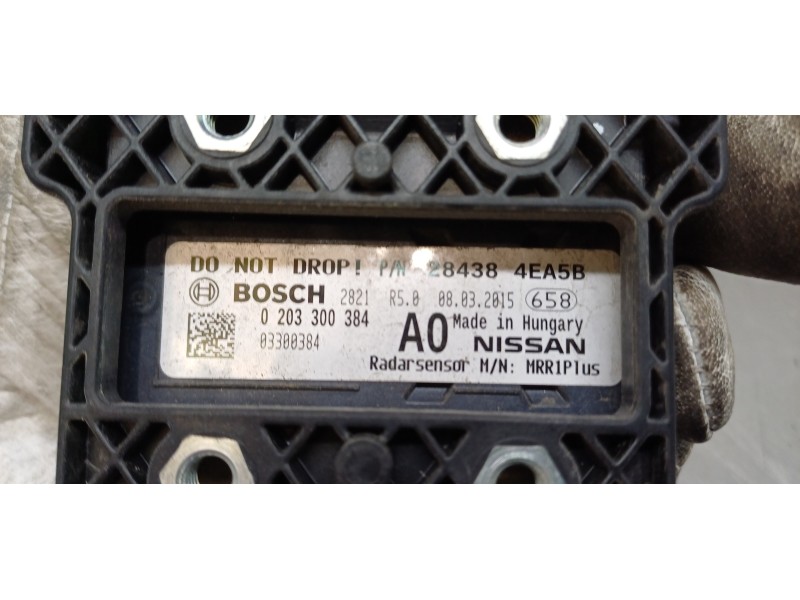 DO NOT DROP! P/N 28438 4EA5B
BOSCH 2821 R5.0 08.03.2015 658
0 203 300 384 A0 Made in Hungary
03300384 NISSAN
Radarsensor M/N: MRR1Plus